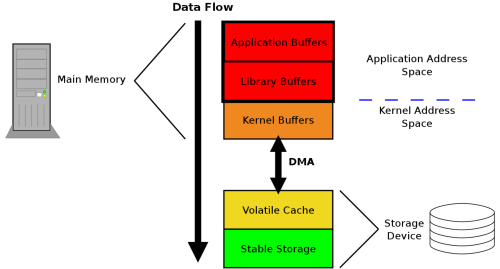 Data Flow
Application Buffers
Application Address
Space
Main Memory
Library Buffers
Kernel Buffers
Kernel Address
Space
DMA
Volatile Cache
Storage
Device
Stable Storage